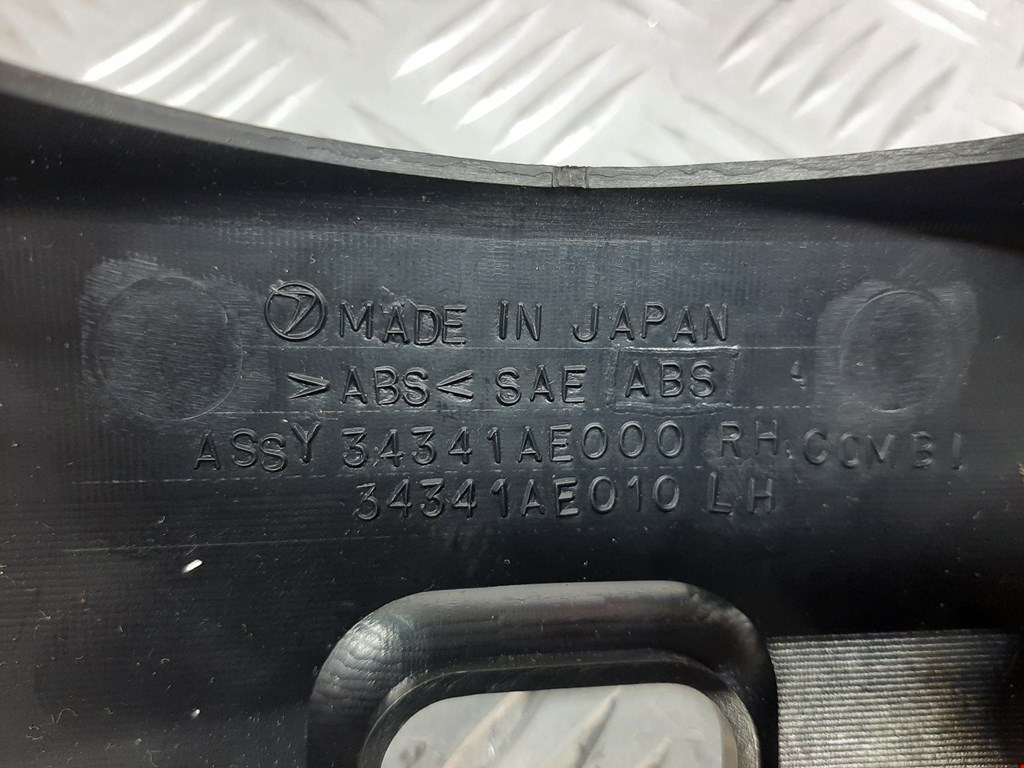 MADE IN JAPAN
>ABS< SAE ABS
ASSY 34341AE000 RH COMBI
34341AE010 LH